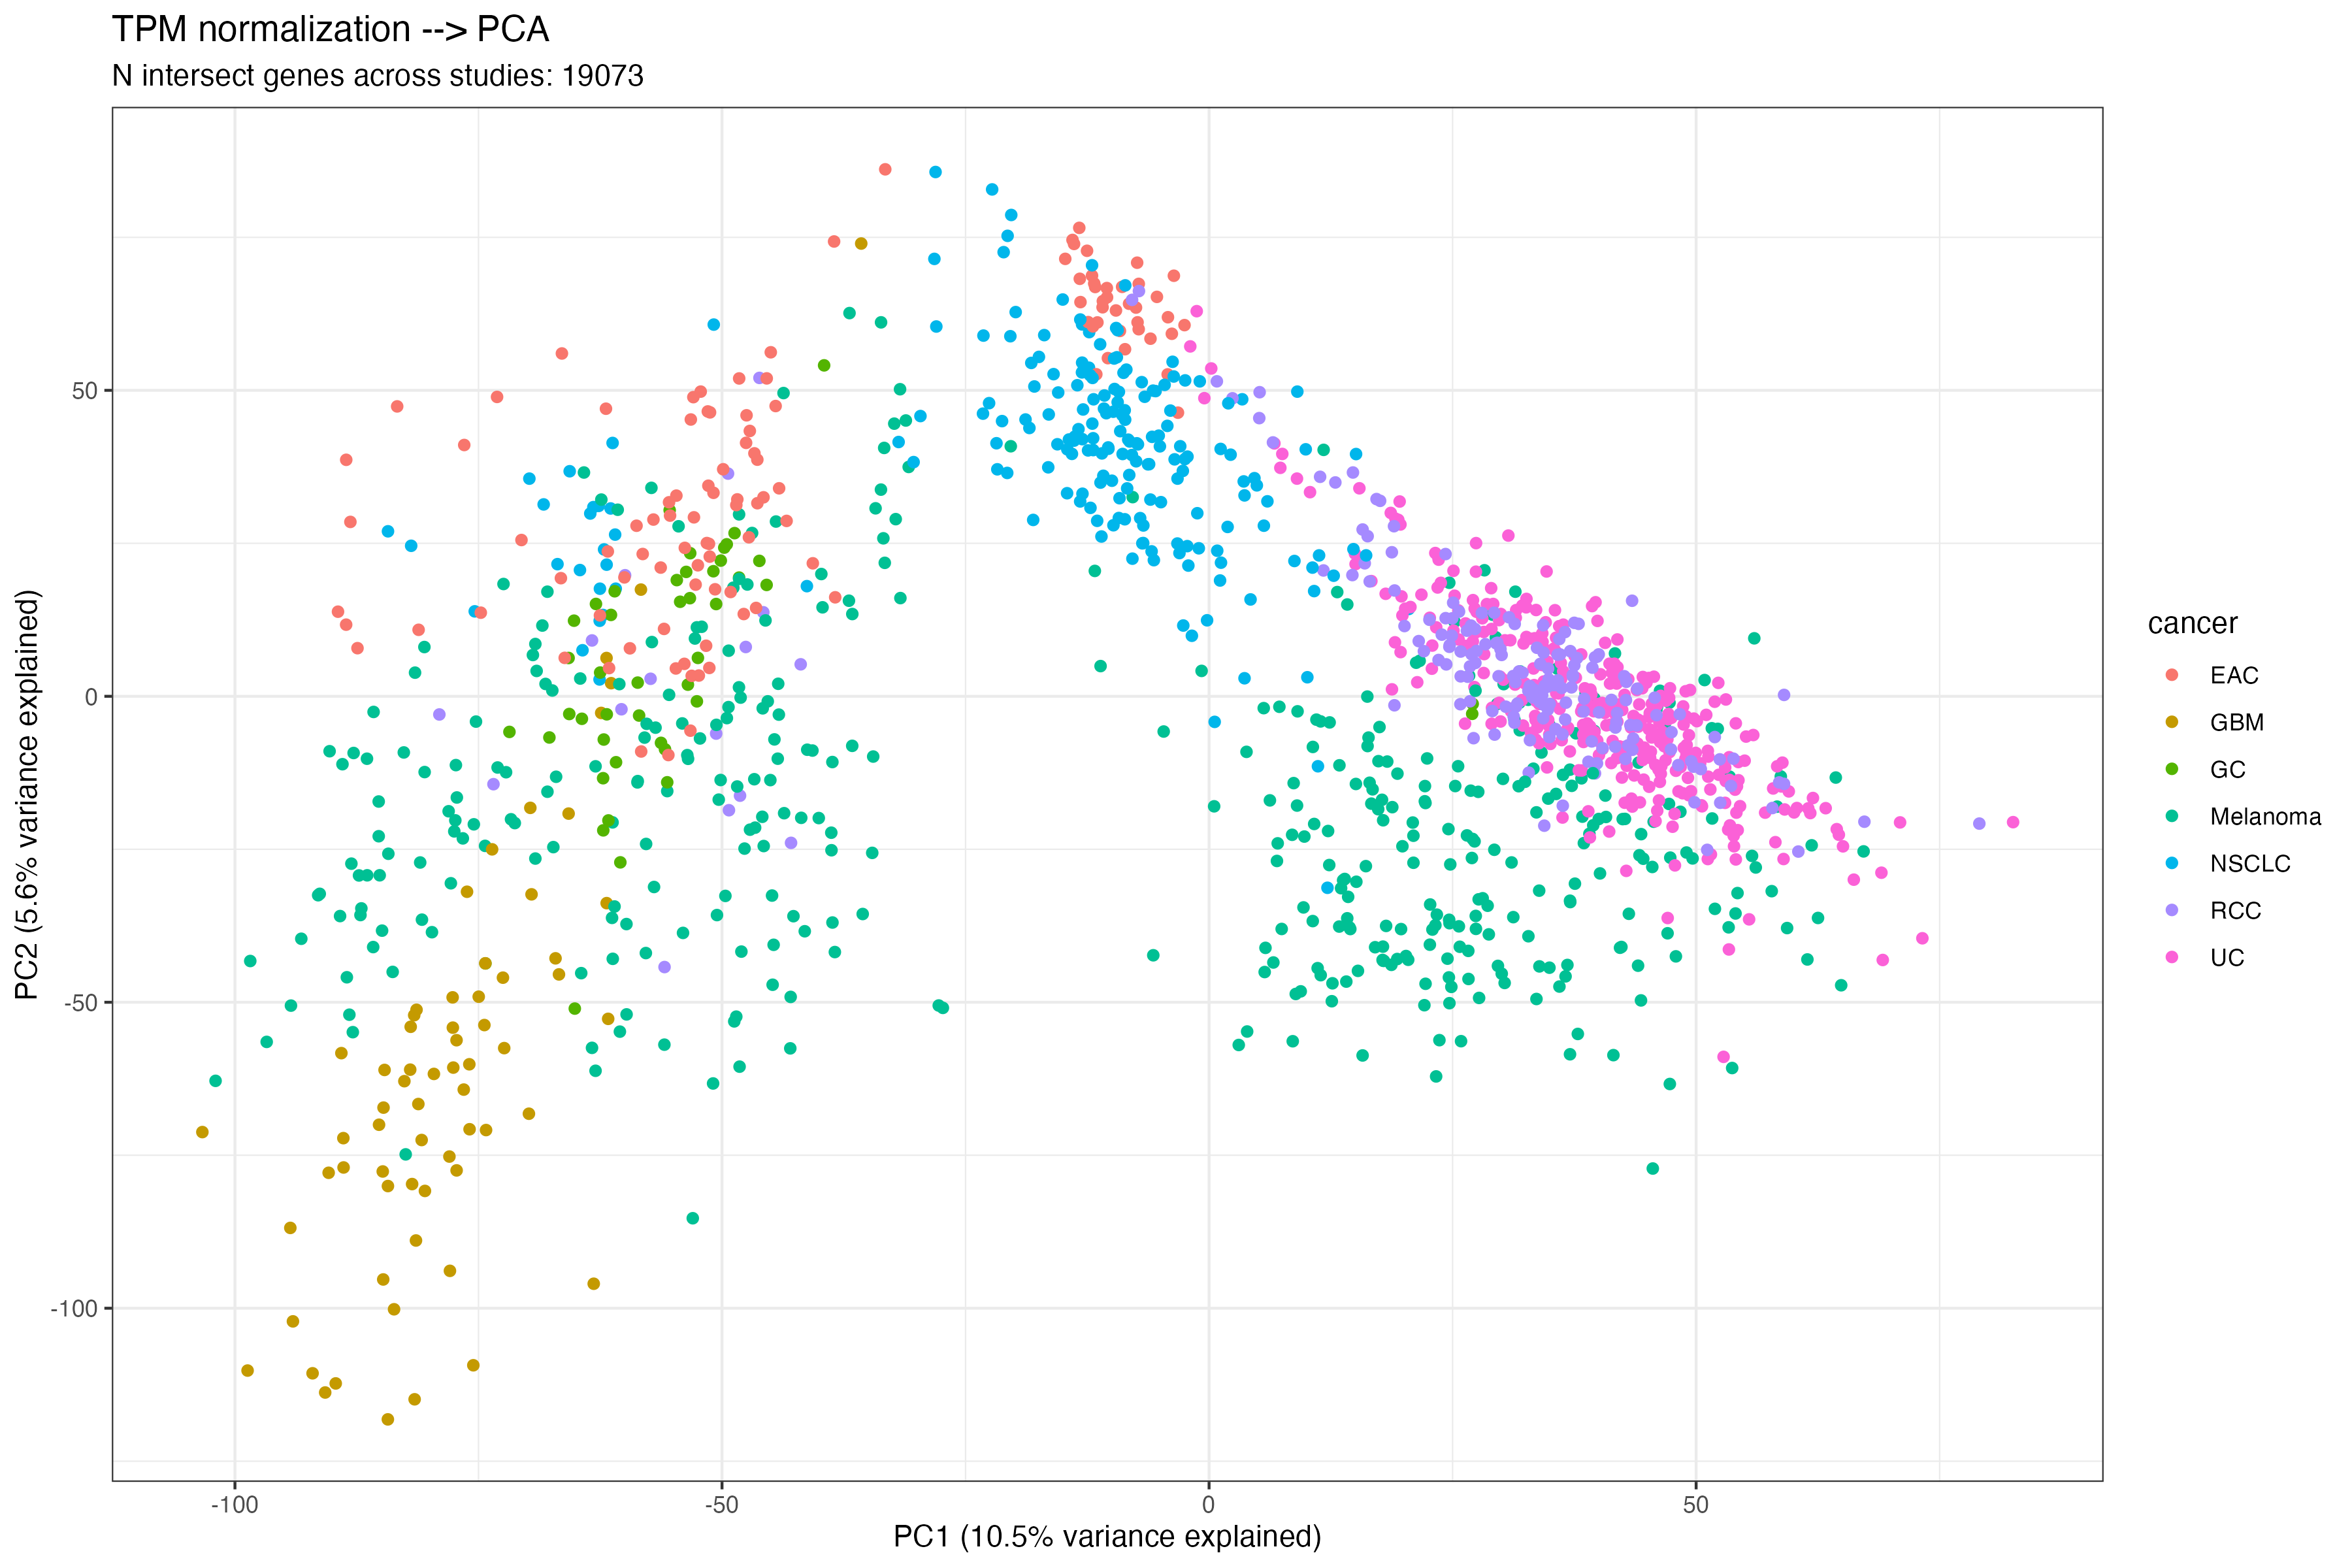 TPM normalization --> PCA
N intersect genes across studies: 19073
PC2 (5.6% variance explained)
50
0
-50
-100
-100
-50
0
50
PC1 (10.5% variance explained)
cancer
EAC
GBM
GC
Melanoma
NSCLC
RCC
UC